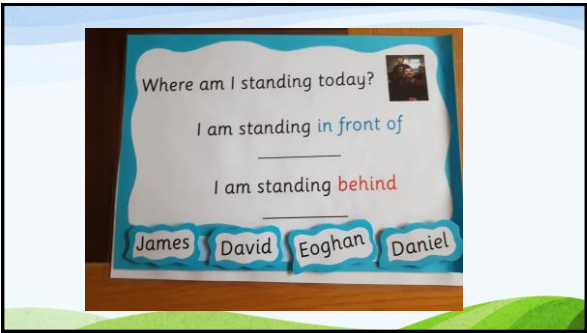 Where am I standing today?
I am standing in front of
I am standing behind
James David Eoghan Daniel